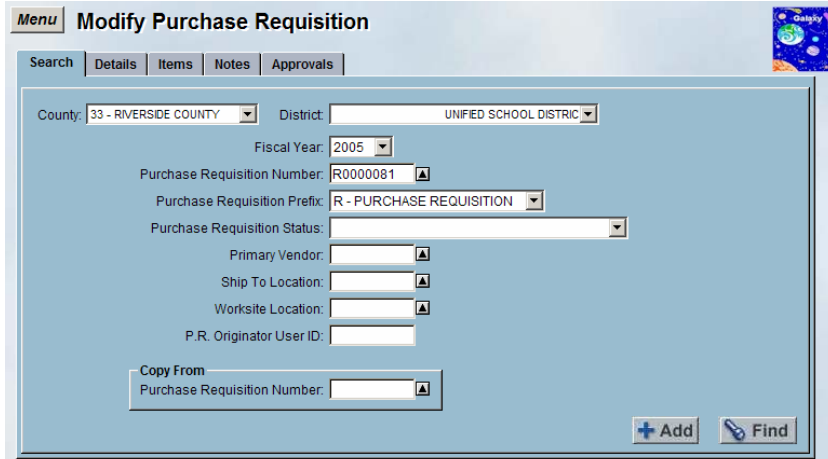 Menu Modify Purchase Requisition
Galaxy
Search Details Items Notes Approvals
County: 33 - RIVERSIDE COUNTY District: UNIFIED SCHOOL DISTRIC
Fiscal Year: 2005
Purchase Requisition Number: R0000081
Purchase Requisition Prefix: R - PURCHASE REQUISITION
Purchase Requisition Status:
Primary Vendor:
Ship To Location:
Worksite Location:
P.R. Originator User ID:
Copy From
Purchase Requisition Number:
Add Find